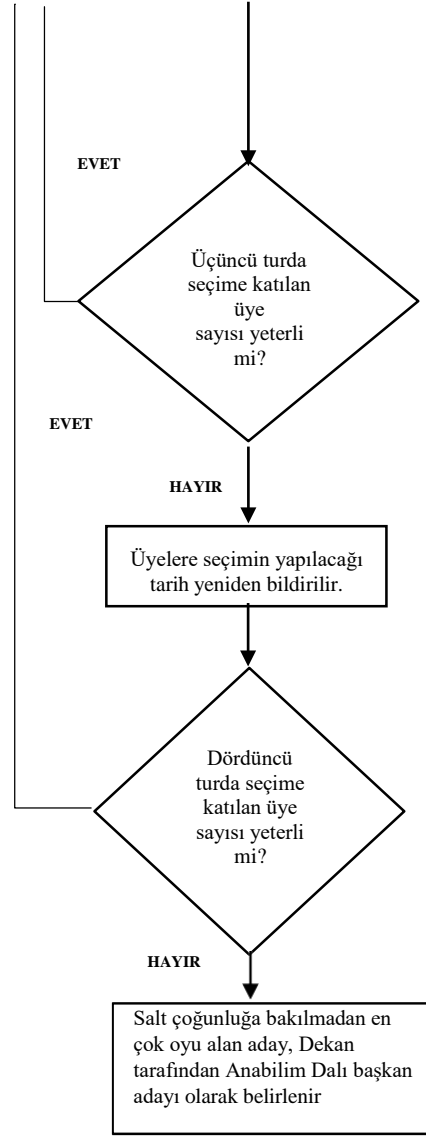 EVET
Üçüncü turda
seçime katılan
üye
sayısı yeterli
mi?
EVET
HAYIR
Üyelere seçimin yapılacağı
tarih yeniden bildirilir.
Dördüncü
turda seçime
katılan üye
sayısı yeterli
mi?
HAYIR
Salt çoğunluğa bakılmadan en
çok oyu alan aday, Dekan
tarafından Anabilim Dalı başkan
adayı olarak belirlenir